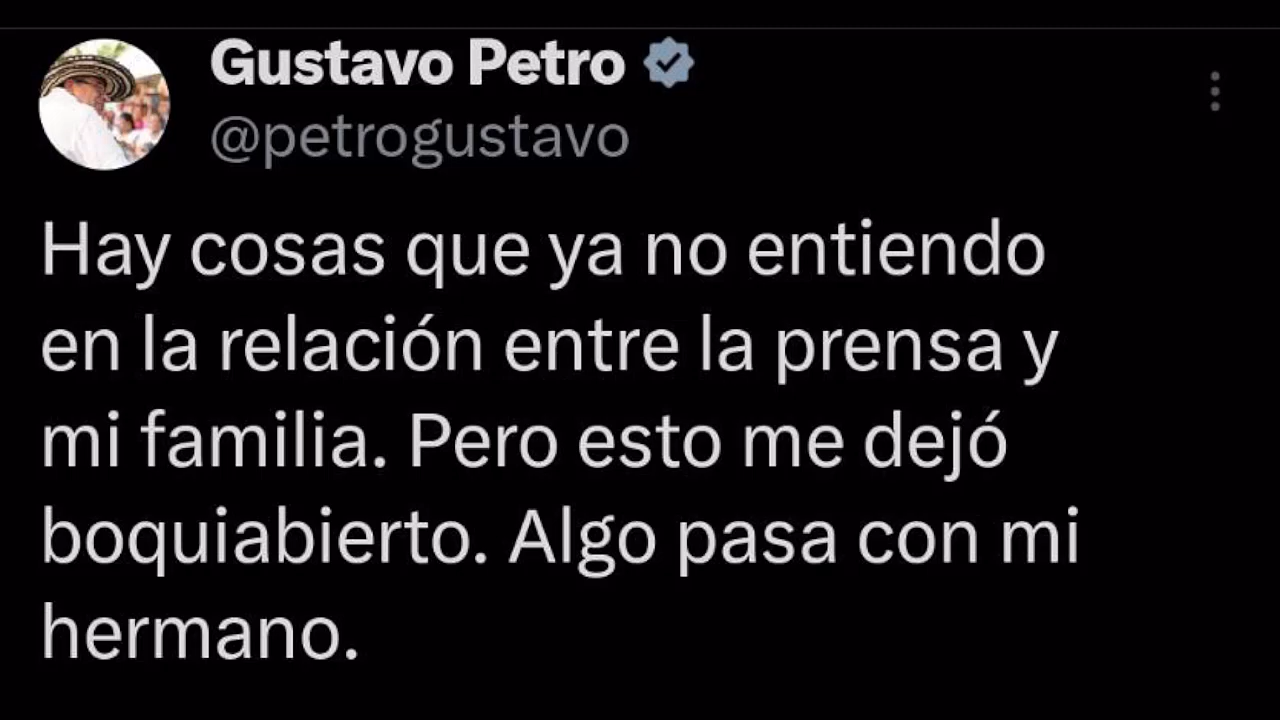 Gustavo Petro
@petrogustavo
Hay cosas que ya no entiendo
en la relación entre la prensa y
mi familia. Pero esto me dejó
boquiabierto. Algo pasa con mi
hermano.